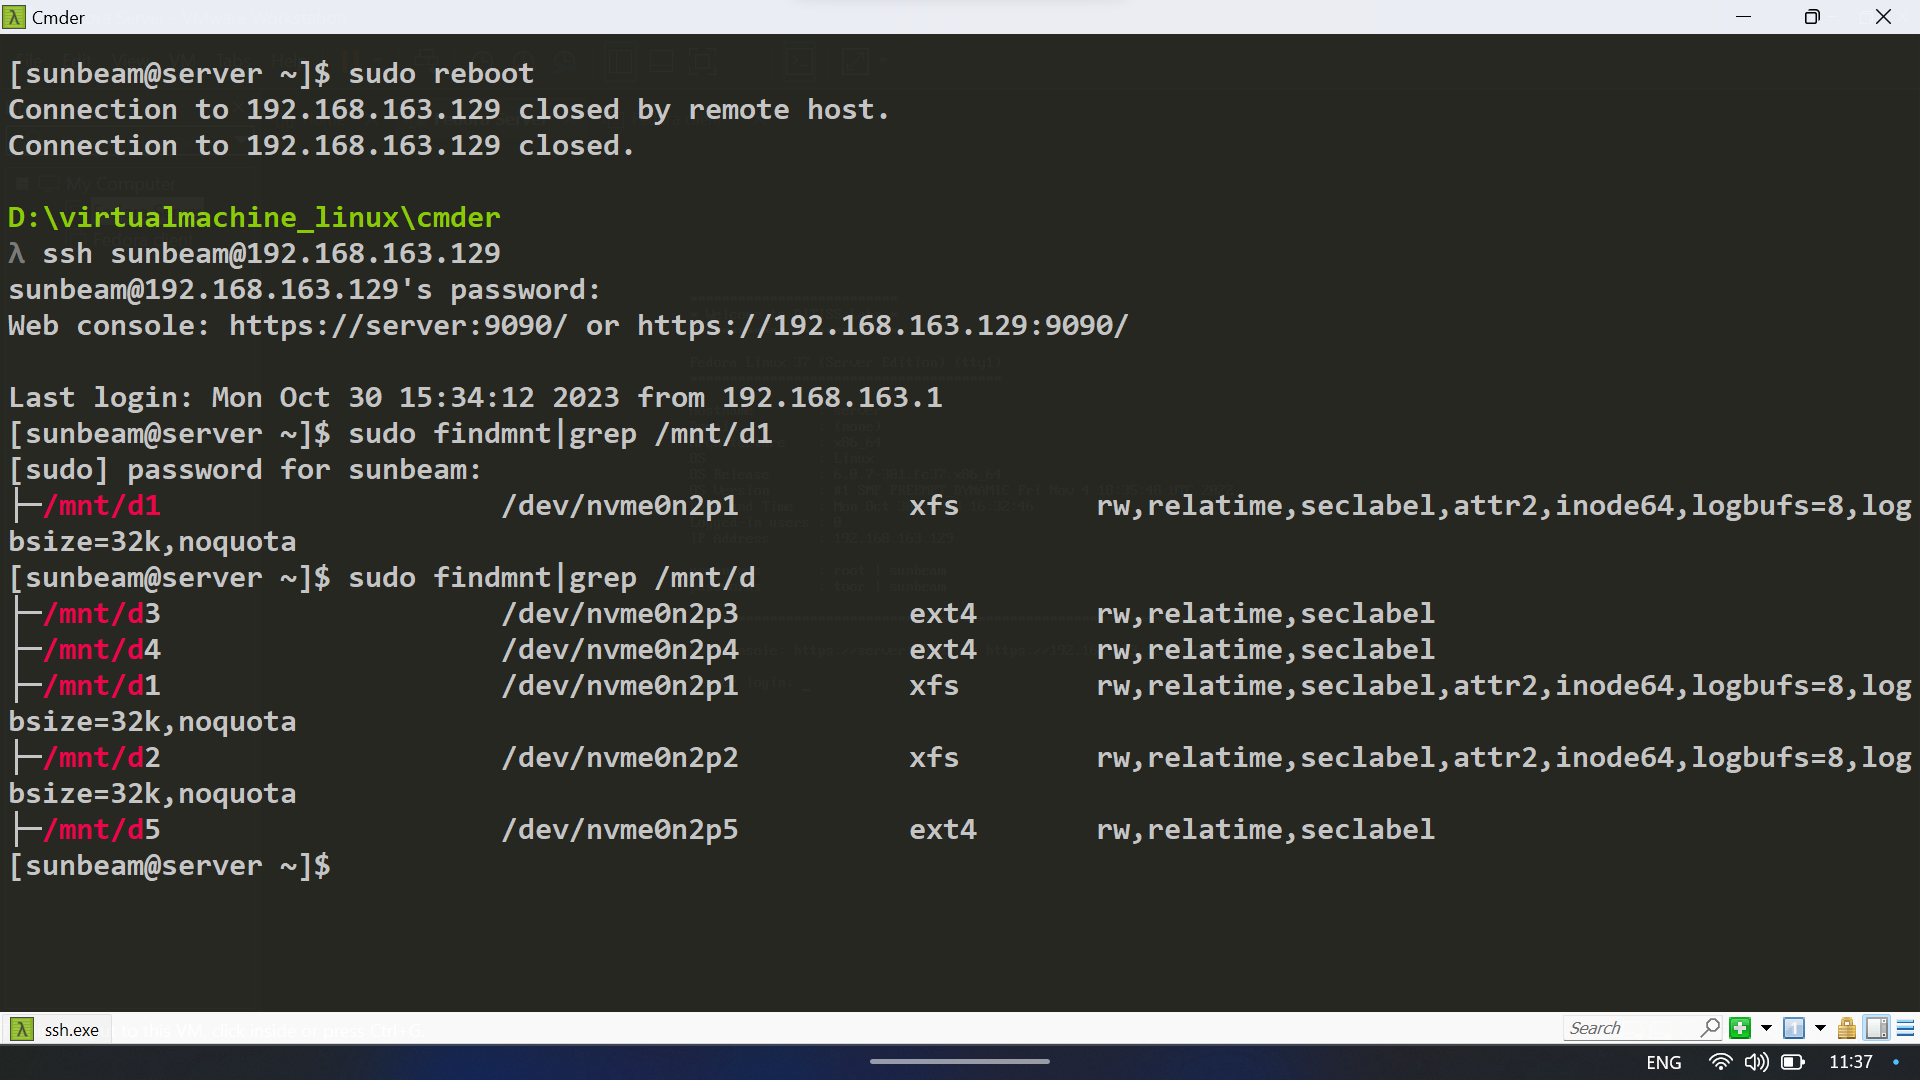 Cmder
[sunbeam@server ~]$ sudo reboot
Connection to 192.168.163.129 closed by remote host.
Connection to 192.168.163.129 closed.
My Computer
D:\virtualmachine_linux\cmder
λ ssh sunbeam@192.168.163.129
sunbeam@192.168.163.129's password:
Web console: https://server:9090/ or https://192.168.163.129:9090/
Last login: Mon Oct 30 15:34:12 2023 from 192.168.163.1
[sunbeam@server ~]$ sudo findmnt|grep /mnt/d1
[sudo] password for sunbeam:
├─/mnt/d1 /dev/nvme0n2p1 xfs rw,relatime,seclabel,attr2,inode64,logbufs=8,log
bsize=32k,noquota
[sunbeam@server ~]$ sudo findmnt|grep /mnt/d
├─/mnt/d3 /dev/nvme0n2p3 ext4 rw,relatime,seclabel
├─/mnt/d4 /dev/nvme0n2p4 ext4 rw,relatime,seclabel
├─/mnt/d1 /dev/nvme0n2p1 xfs rw,relatime,seclabel,attr2,inode64,logbufs=8,log
bsize=32k,noquota
├─/mnt/d2 /dev/nvme0n2p2 xfs rw,relatime,seclabel,attr2,inode64,logbufs=8,log
bsize=32k,noquota
├─/mnt/d5 /dev/nvme0n2p5 ext4 rw,relatime,seclabel
[sunbeam@server ~]$
λ ssh.exe
Search
1
ENG 11:37